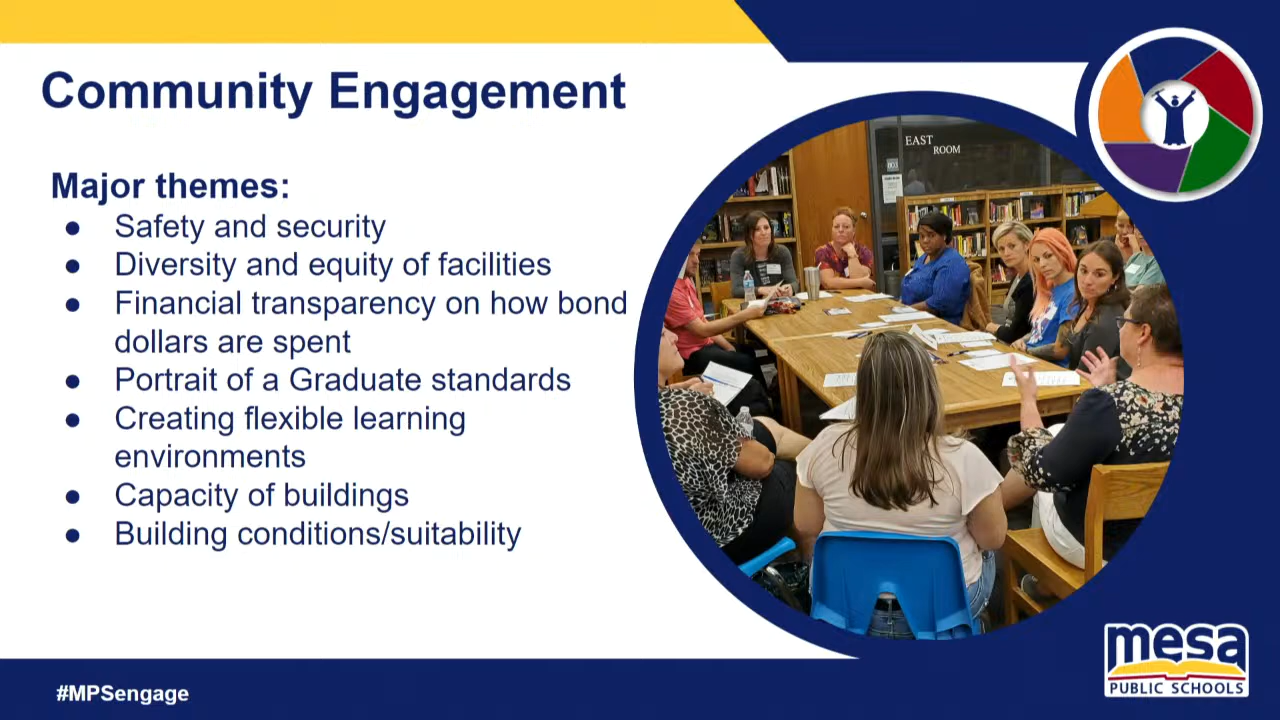 Community Engagement
Major themes:
● Safety and security
● Diversity and equity of facilities
● Financial transparency on how bond
dollars are spent
● Portrait of a Graduate standards
● Creating flexible learning
environments
● Capacity of buildings
● Building conditions/suitability
EAST
ROOM
#MPSengage
mesa
PUBLIC SCHOOLS